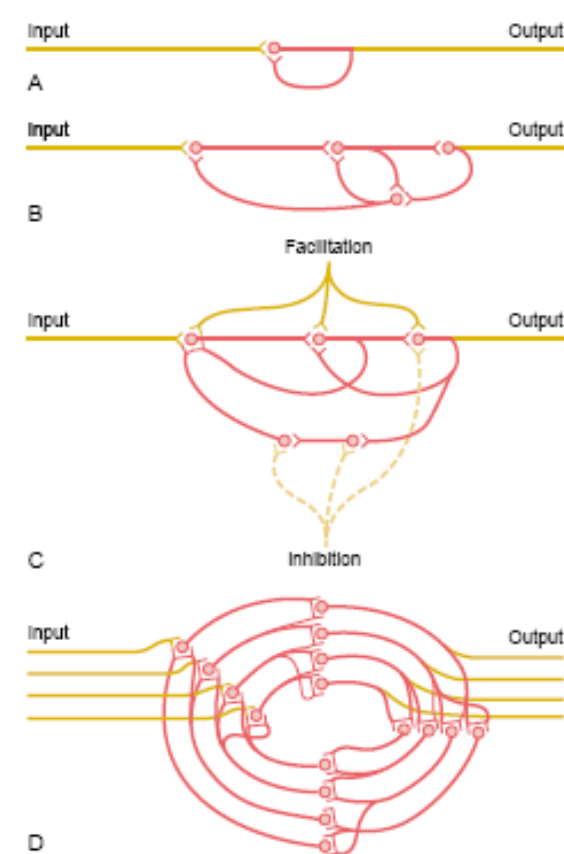 Input Output
A
Input Output
B
Facilitation
Input Output
C
Inhibition
Input Output
D